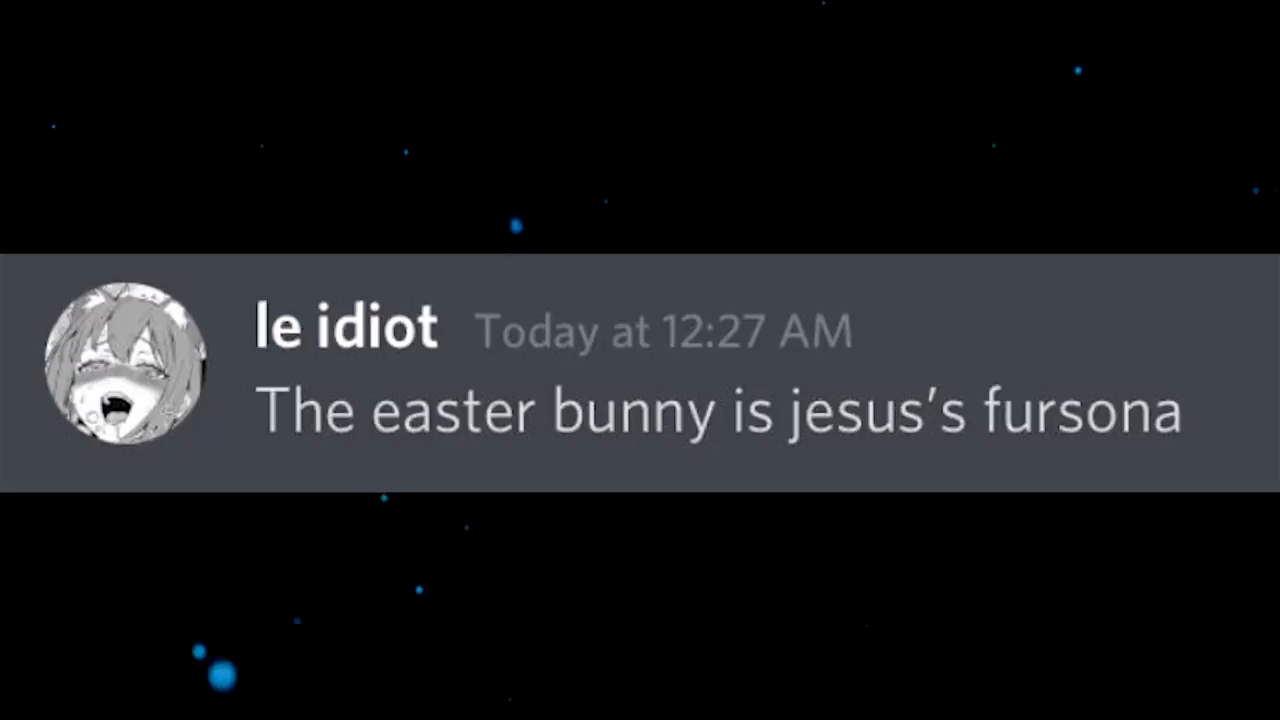 le idiot Today at 12:27 AM
The easter bunny is jesus’s fursona